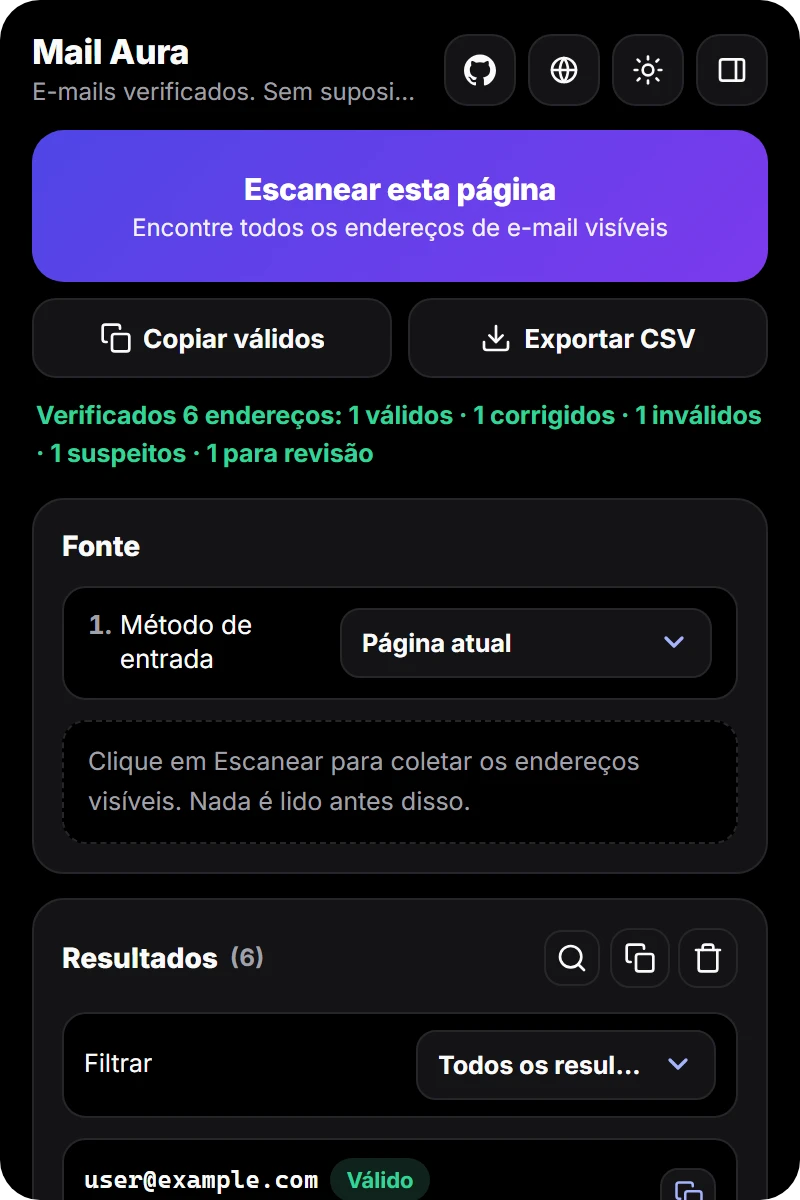 Mail Aura
E-mails verificados. Sem suposi...
Escanear esta página
Encontre todos os endereços de e-mail visíveis
Copiar válidos
Exportar CSV
Verificados 6 endereços: 1 válidos · 1 corrigidos · 1 inválidos
· 1 suspeitos · 1 para revisão
Fonte
1. Método de
entrada
Página atual
Clique em Escanear para coletar os endereços
visíveis. Nada é lido antes disso.
Resultados (6)
Filtrar
Todos os resul...
user@example.com Válido